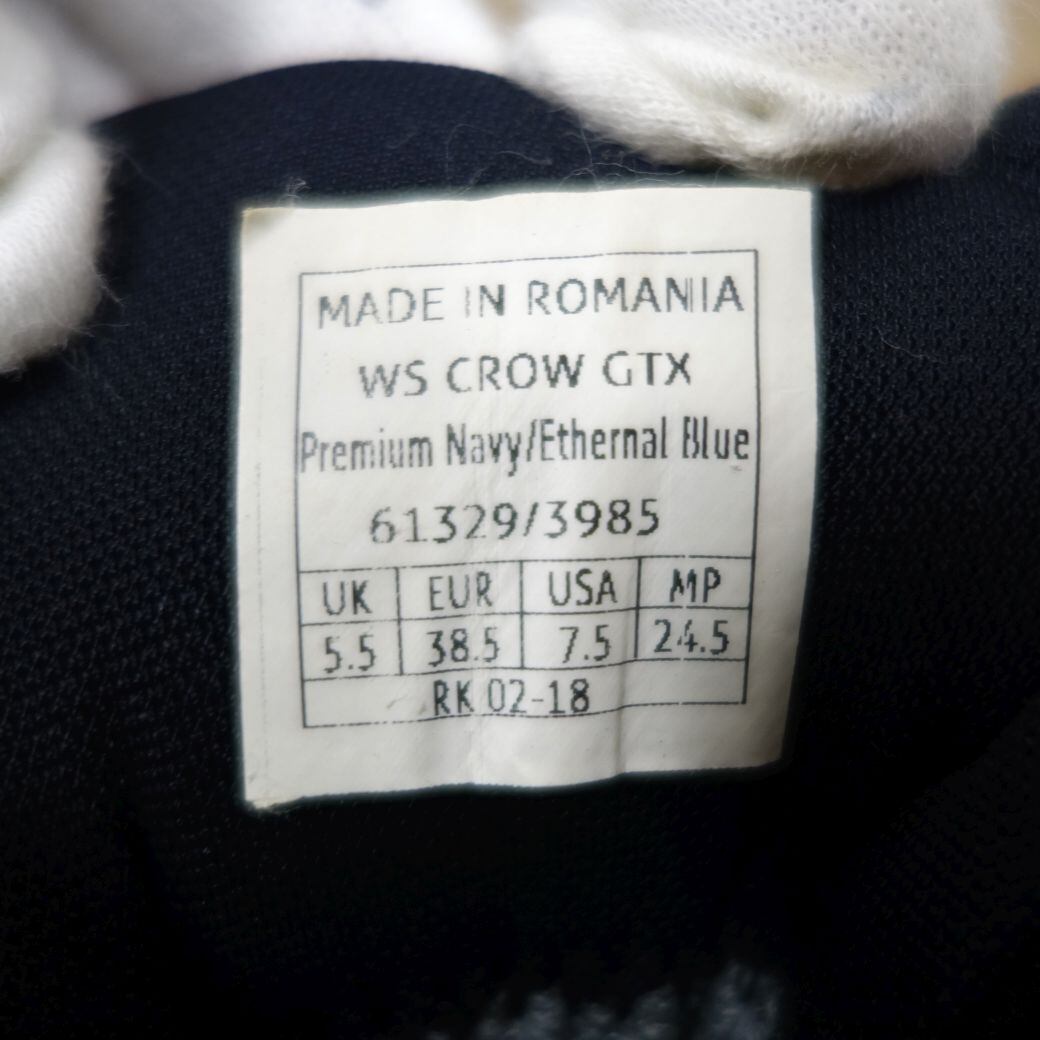 MADE IN ROMANIA
WS CROW GTX
Premium Navy/Ethernal Blue
61329/3985
UK EUR USA MP
5.5 38.5 7.5 24.5
RK 02-18